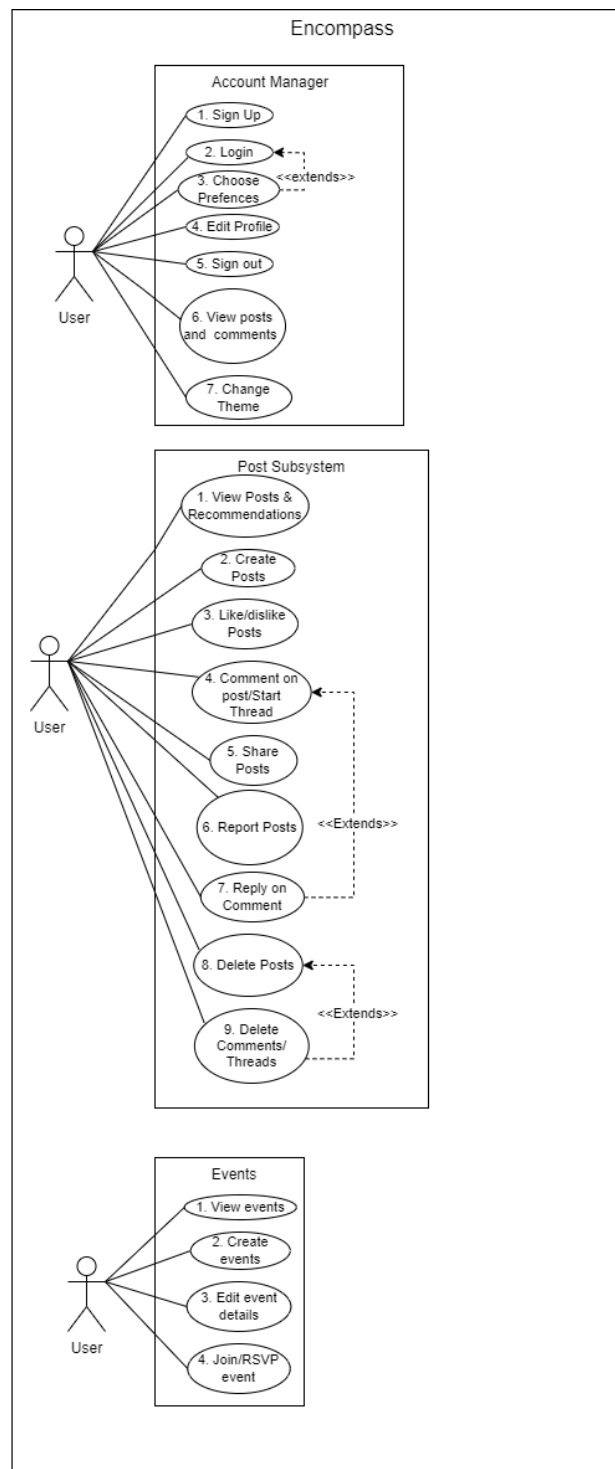 Encompass
Account Manager
1. Sign Up
2. Login
<<extends>>
3. Choose
Prefences
4. Edit Profile
5. Sign out
User
6. View posts
and comments
7. Change
Theme
Post Subsystem
1. View Posts &
Recommendations
2. Create
Posts
3. Like/dislike
Posts
4. Comment on
post/Start
Thread
User
5. Share
Posts
6. Report Posts
<<Extends>>
7. Reply on
Comment
8. Delete Posts
<<Extends>>
9. Delete
Comments/
Threads
Events
1. View events
2. Create
events
3. Edit event
details
User
4. Join/RSVP
event